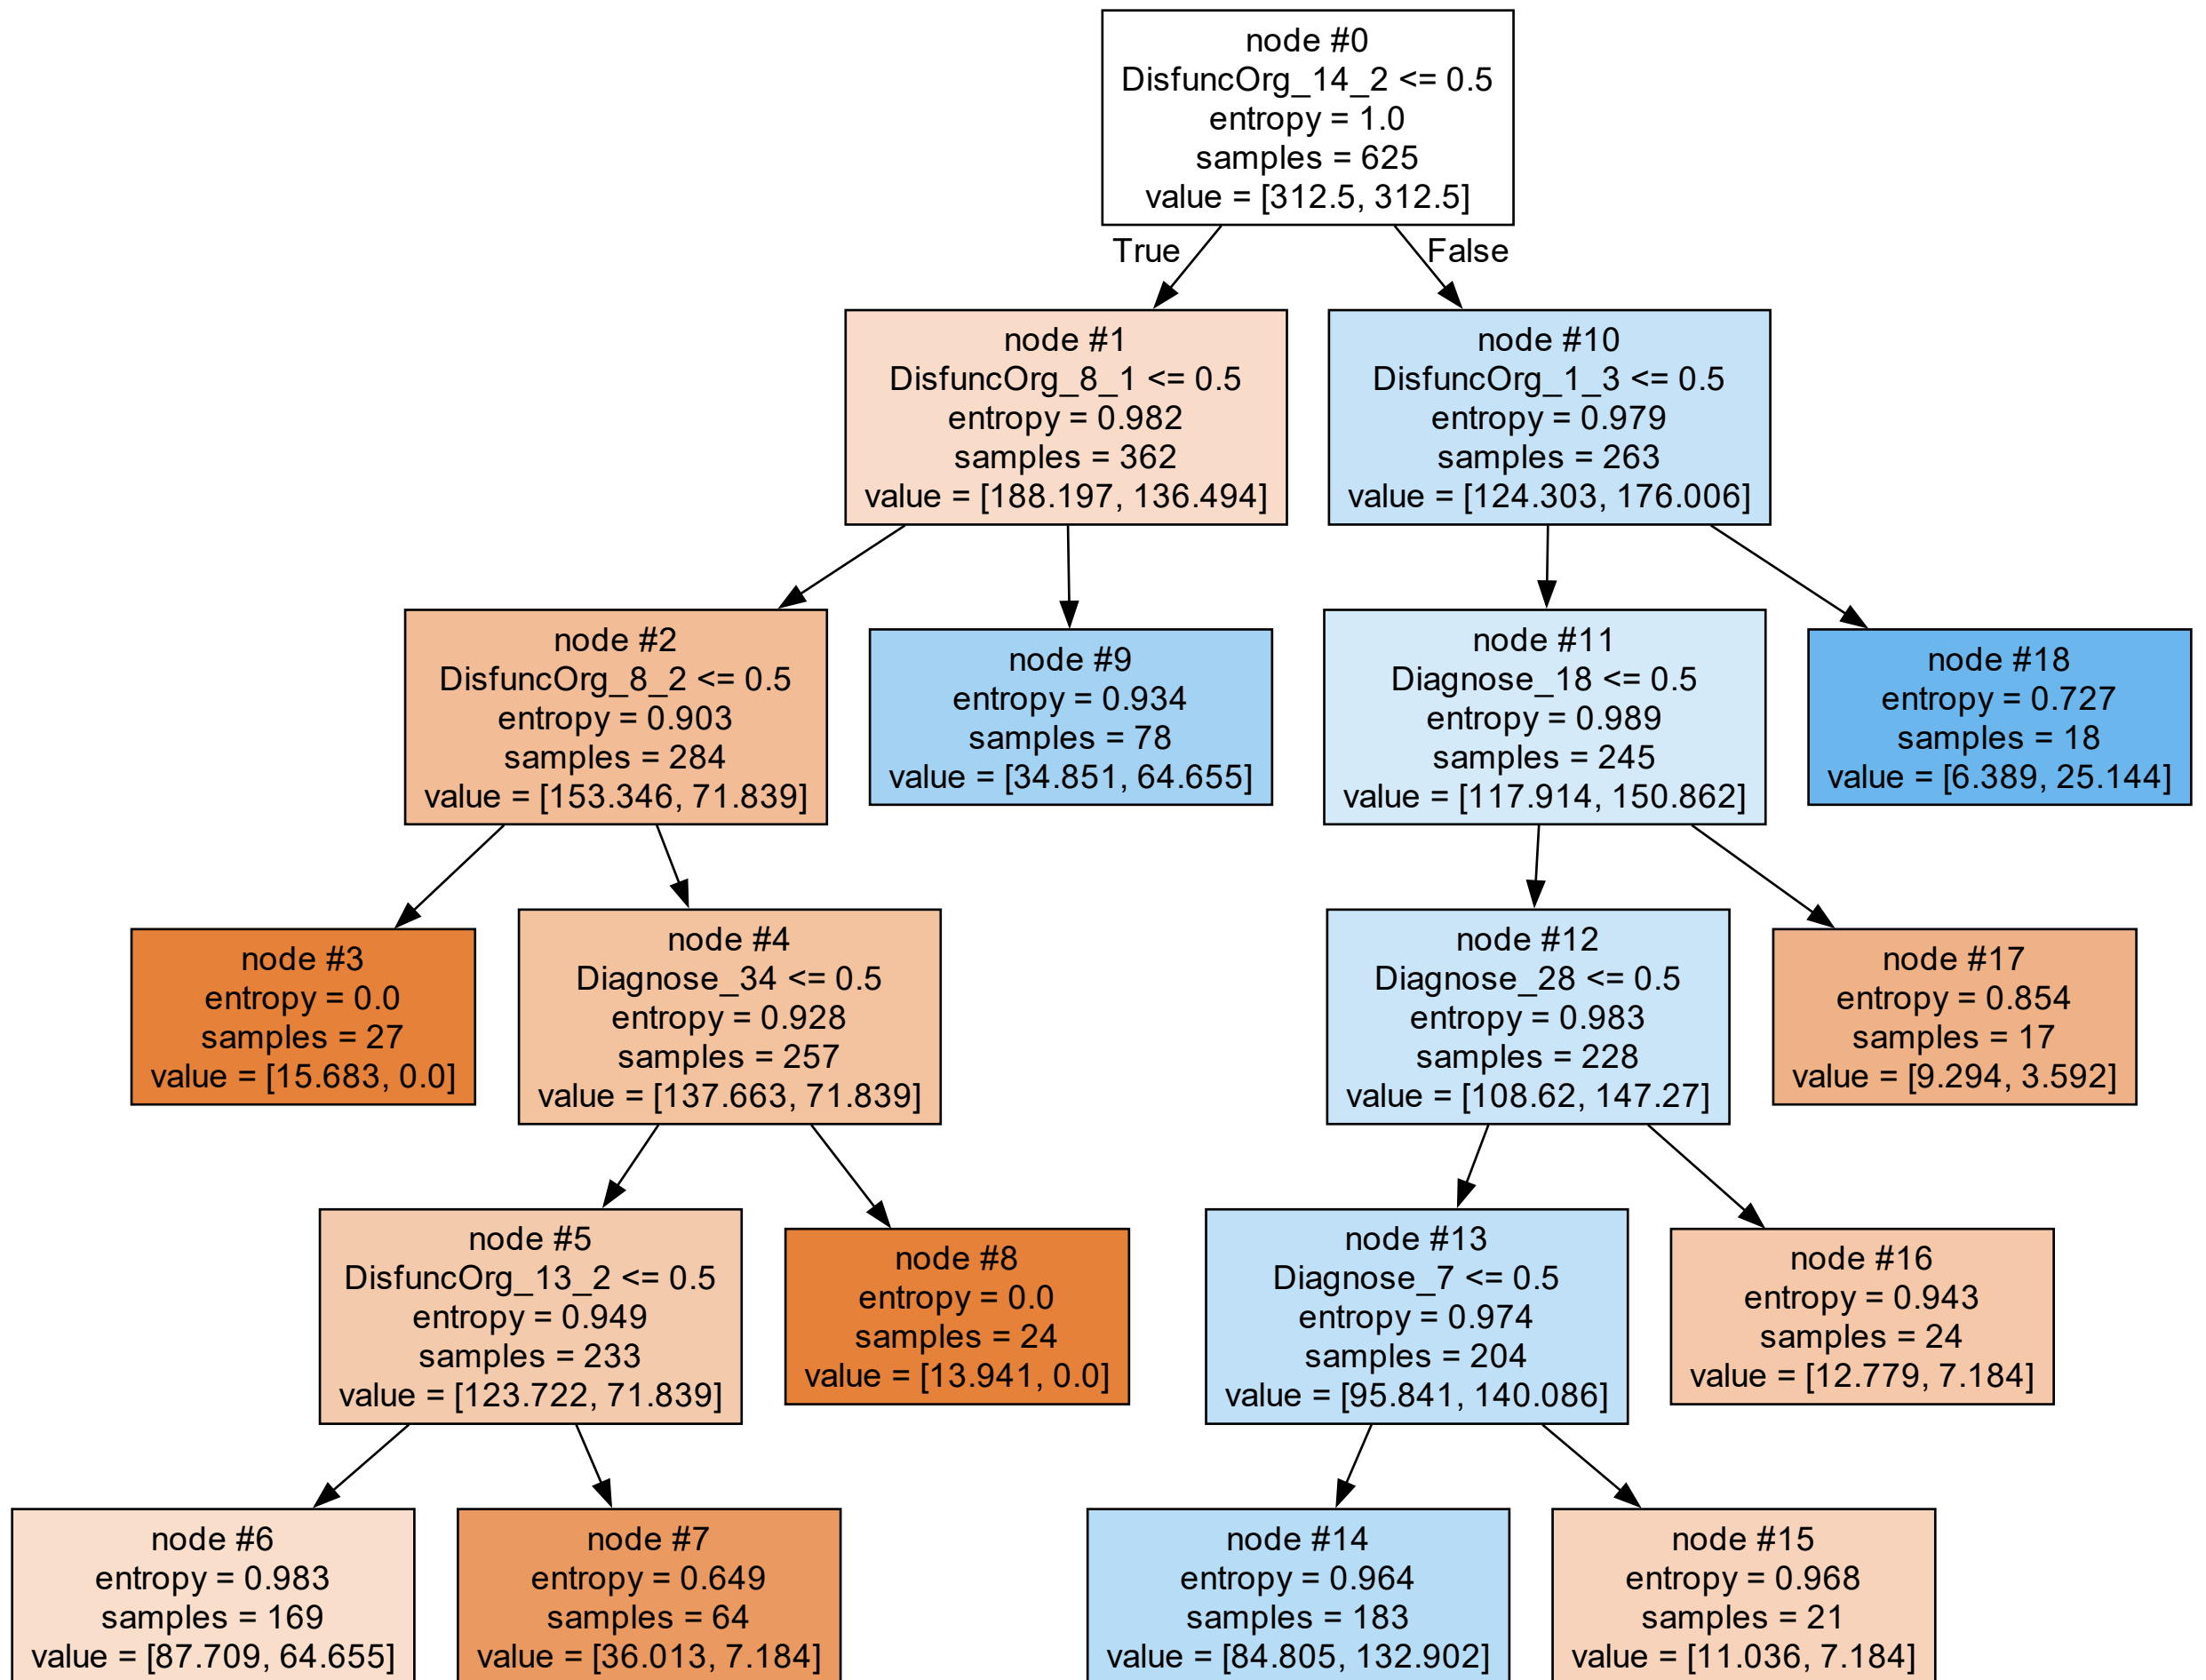 node #0
DisfuncOrg_14_2 <= 0.5
entropy = 1.0
samples = 625
value = [312.5, 312.5]
True
False
node #1
DisfuncOrg_8_1 <= 0.5
entropy = 0.982
samples = 362
value = [188.197, 136.494]
node #10
DisfuncOrg_1_3 <= 0.5
entropy = 0.979
samples = 263
value = [124.303, 176.006]
node #2
DisfuncOrg_8_2 <= 0.5
entropy = 0.903
samples = 284
value = [153.346, 71.839]
node #9
entropy = 0.934
samples = 78
value = [34.851, 64.655]
node #11
Diagnose_18 <= 0.5
entropy = 0.989
samples = 245
value = [117.914, 150.862]
node #18
entropy = 0.727
samples = 18
value = [6.389, 25.144]
node #3
entropy = 0.0
samples = 27
value = [15.683, 0.0]
node #4
Diagnose_34 <= 0.5
entropy = 0.928
samples = 257
value = [137.663, 71.839]
node #12
Diagnose_28 <= 0.5
entropy = 0.983
samples = 228
value = [108.62, 147.27]
node #17
entropy = 0.854
samples = 17
value = [9.294, 3.592]
node #5
DisfuncOrg_13_2 <= 0.5
entropy = 0.949
samples = 233
value = [123.722, 71.839]
node #8
entropy = 0.0
samples = 24
value = [13.941, 0.0]
node #13
Diagnose_7 <= 0.5
entropy = 0.974
samples = 204
value = [95.841, 140.086]
node #16
entropy = 0.943
samples = 24
value = [12.779, 7.184]
node #6
entropy = 0.983
samples = 169
value = [87.709, 64.655]
node #7
entropy = 0.649
samples = 64
value = [36.013, 7.184]
node #14
entropy = 0.964
samples = 183
value = [84.805, 132.902]
node #15
entropy = 0.968
samples = 21
value = [11.036, 7.184]